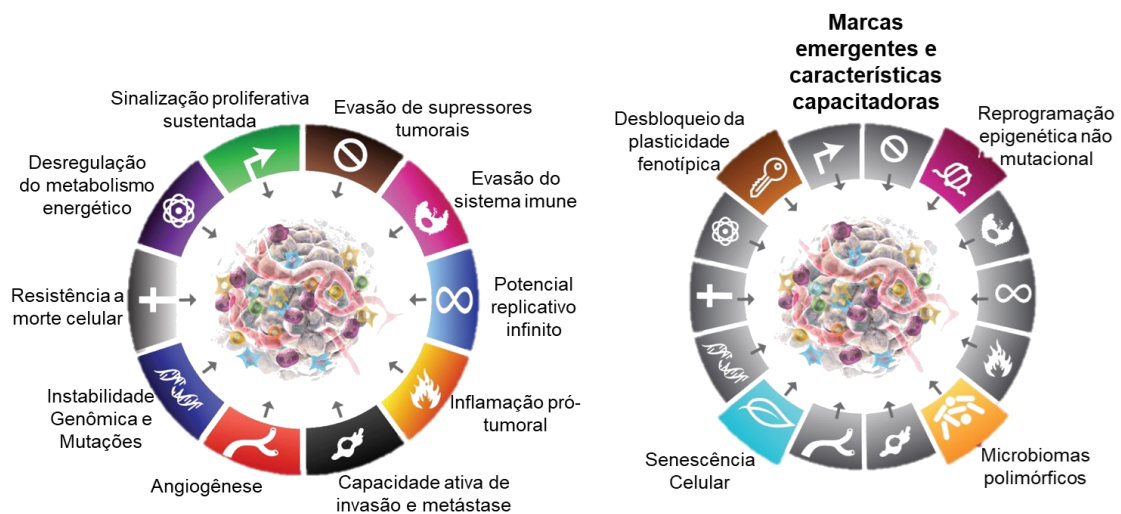 Sinalização proliferativa
sustentada
Evasão de supressores
tumorais
Desregulação
do metabolismo
energético
Evasão do
sistema imune
Resistência a
morte celular
Potencial
replicativo
infinito
Instabilidade
Genômica e
Mutações
Inflamação pró-
tumoral
Angiogênese
Capacidade ativa de
invasão e metástase
Marcas
emergentes e
características
capacitadoras
Desbloqueio da
plasticidade
fenotípica
Reprogramação
epigenética não
mutacional
Senescência
Celular
Microbiomas
polimórficos